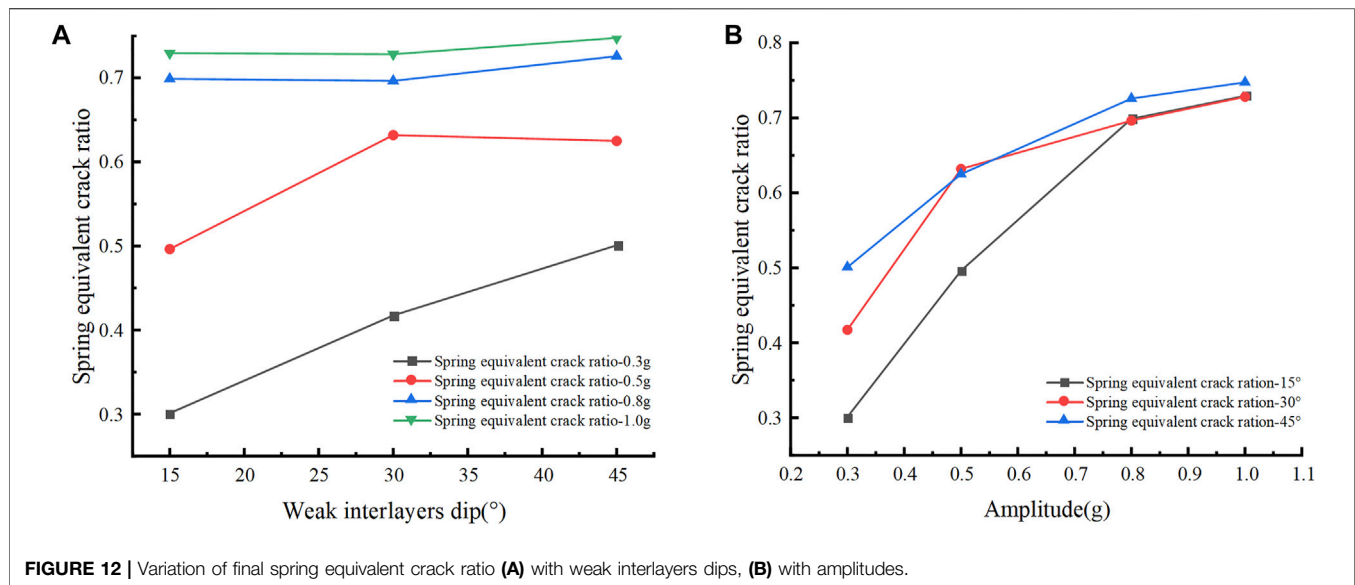 A
Spring equivalent crack ratio
0.7
0.6
0.5
0.4
0.3
15
20
25
30
35
40
45
Weak interlayers dip(°)
Spring equivalent crack ratio-0.3g
Spring equivalent crack ratio-0.5g
Spring equivalent crack ratio-0.8g
Spring equivalent crack ratio-1.0g
B
Spring equivalent crack ratio
0.8
0.7
0.6
0.5
0.4
0.3
0.2
0.3
0.4
0.5
0.6
0.7
0.8
0.9
1.0
1.1
Amplitude(g)
Spring equivalent crack ration-15°
Spring equivalent crack ration-30°
Spring equivalent crack ration-45°
FIGURE 12 | Variation of final spring equivalent crack ratio (A) with weak interlayers dips, (B) with amplitudes.